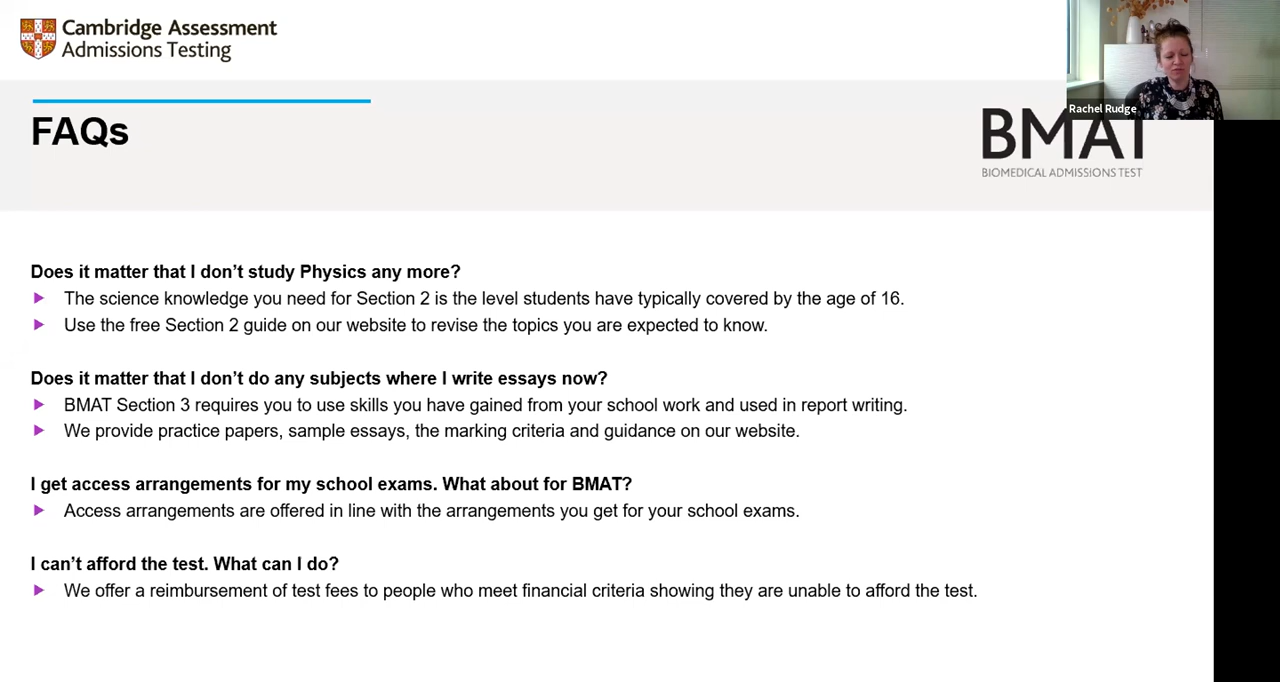 Cambridge Assessment
Admissions Testing
Rachel Rudge
FAQs
BMAT
BIOMEDICAL ADMISSIONS TEST
Does it matter that I don't study Physics any more?
The science knowledge you need for Section 2 is the level students have typically covered by the age of 16.
Use the free Section 2 guide on our website to revise the topics you are expected to know.
Does it matter that I don't do any subjects where I write essays now?
BMAT Section 3 requires you to use skills you have gained from your school work and used in report writing.
We provide practice papers, sample essays, the marking criteria and guidance on our website.
I get access arrangements for my school exams. What about for BMAT?
Access arrangements are offered in line with the arrangements you get for your school exams.
I can't afford the test. What can I do?
We offer a reimbursement of test fees to people who meet financial criteria showing they are unable to afford the test.